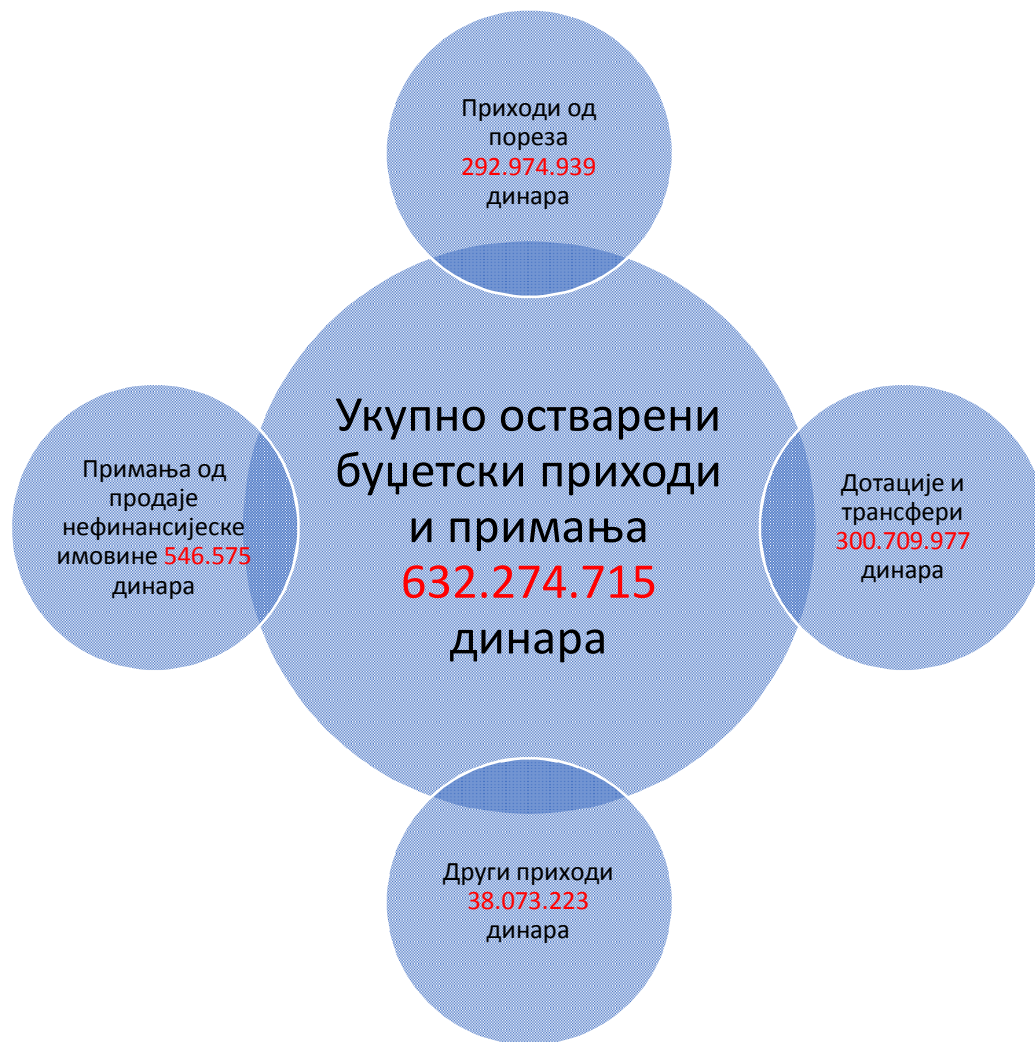 Приходи од
пореза
292.974.939
динара
Укупно остварени
буџетски приходи
и примања
632.274.715
динара
Примања од
продаје
нефинансијеске
имовине 546.575
динара
Дотације и
трансфери
300.709.977
динара
Други приходи
38.073.223
динара